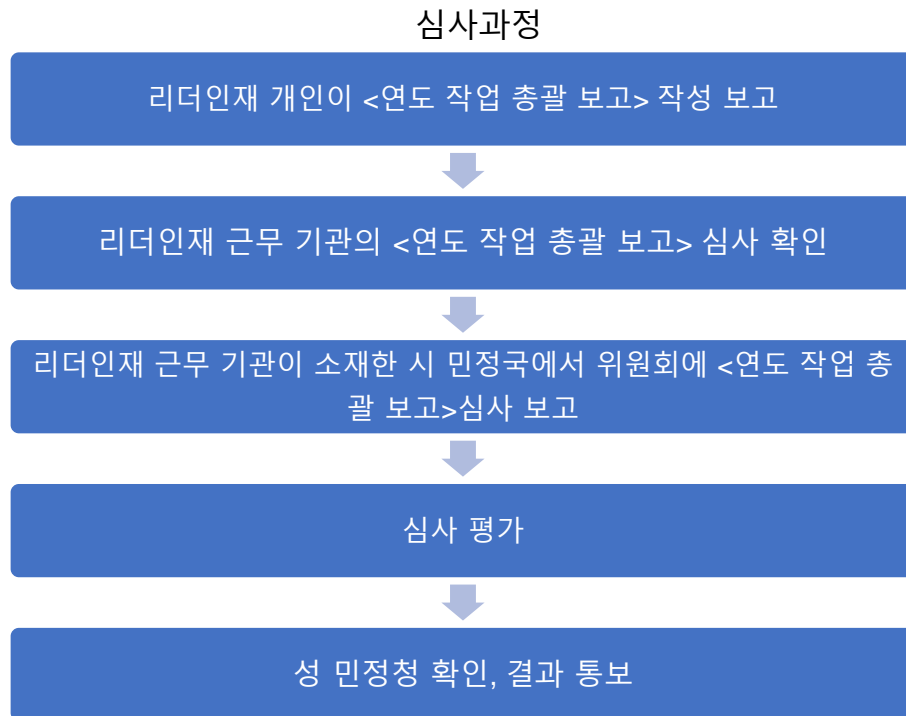 심사과정
리더인재 개인이 <연도 작업 총괄 보고> 작성 보고
리더인재 근무 기관의 <연도 작업 총괄 보고> 심사 확인
리더인재 근무 기관이 소재한 시 민정국에서 위원회에 <연도 작업 총
괄 보고>심사 보고
심사 평가
성 민정청 확인, 결과 통보